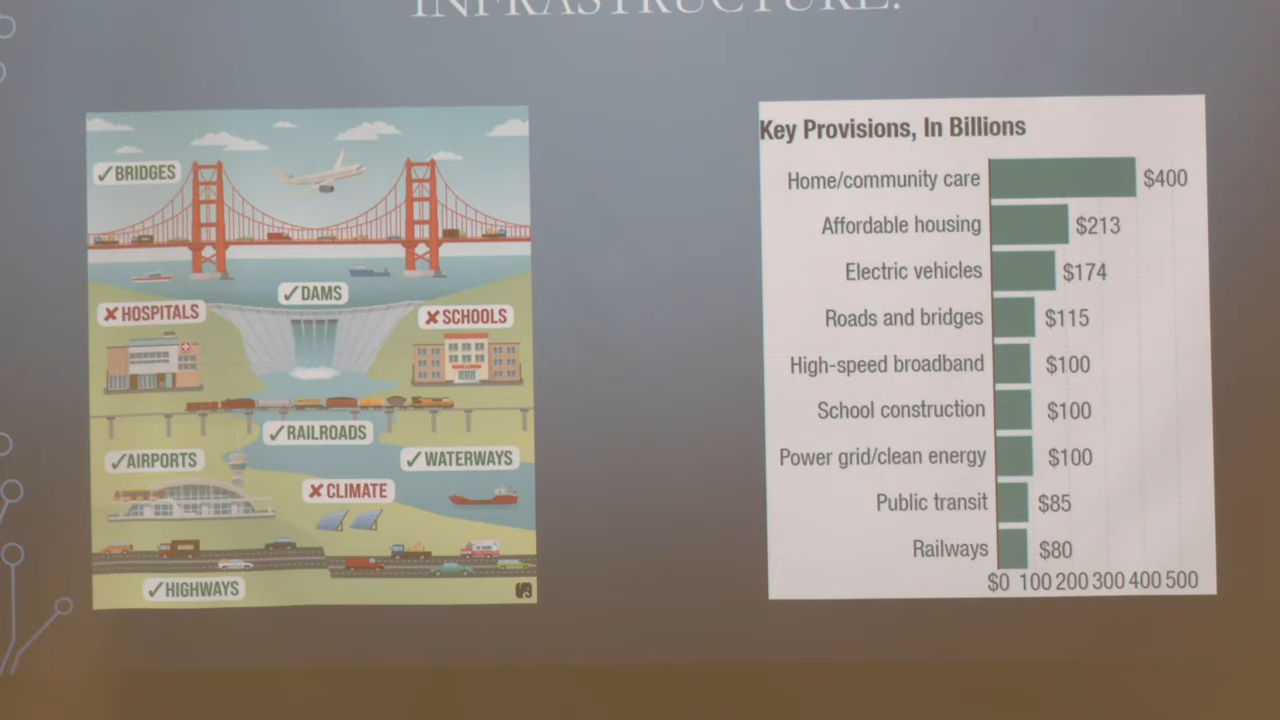 INFRASTRUCTURE.
✓BRIDGES
✓DAMS
✗HOSPITALS
✗SCHOOLS
✓RAILROADS
✓AIRPORTS
✓WATERWAYS
✗CLIMATE
✓HIGHWAYS
Key Provisions, In Billions
Home/community care $400
Affordable housing $213
Electric vehicles $174
Roads and bridges $115
High-speed broadband $100
School construction $100
Power grid/clean energy $100
Public transit $85
Railways $80
$0 100 200 300 400 500